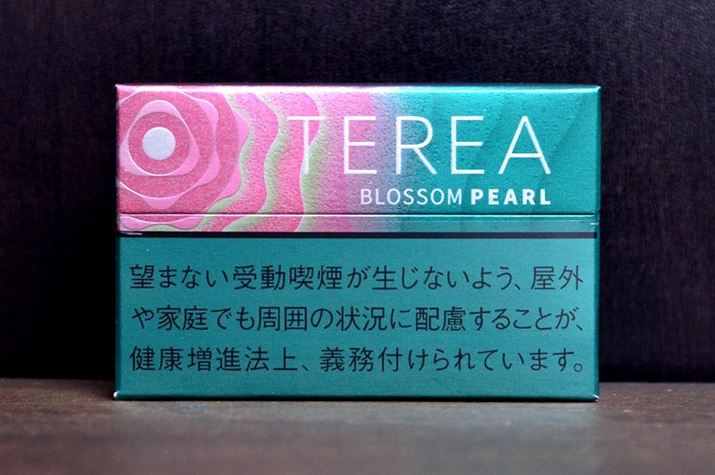 TEREA
BLOSSOM PEARL
望まない受動喫煙が生じないよう、屋外
や家庭でも周囲の状況に配慮することが、
健康増進法上、義務付けられています。